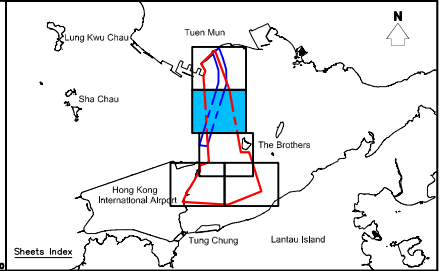 N
Tuen Mun
Lung Kwu Chau
Sha Chau
The Brothers
Hong Kong
International Airport
Tung Chung
Lantau Island
Sheets Index